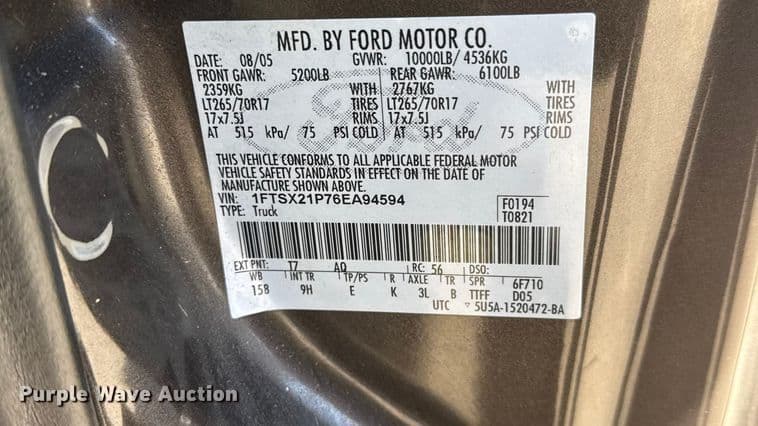 MFD. BY FORD MOTOR CO.
DATE: 08/05 GVWR: 10000LB/ 4536KG
FRONT GAWR: 5200LB REAR GAWR: 6100LB
2359KG WITH 2767KG WITH
LT265/70R17 TIRES LT265/70R17 TIRES
17x7.5J RIMS 17x7.5J RIMS
AT 515 kPa/ 75 PSI COLD AT 515 kPa/ 75 PSI COLD
THIS VEHICLE CONFORMS TO ALL APPLICABLE FEDERAL MOTOR
VEHICLE SAFETY STANDARDS IN EFFECT ON THE DATE OF
MANUFACTURE SHOWN ABOVE.
VIN: 1FTSX21P76EA94594 F0194
TYPE: Truck T0821
EXT PNT: T7 AQ RC: 56 DSO:
WB INT TR TP/PS R AXLE TR SPR 6F710
158 9H E K 3L B TTFF D05
UTC 5U5A-1520472-BA
Ford
Purple Wave Auction